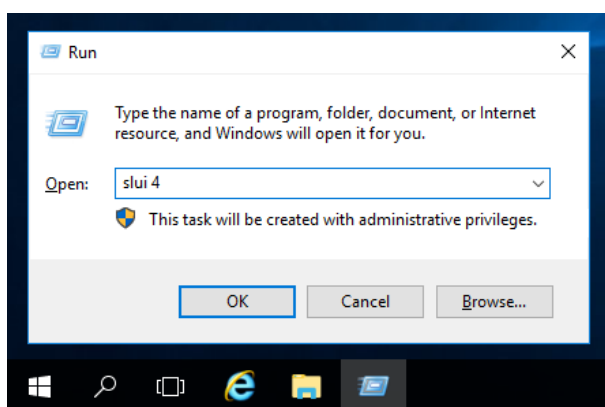 Run
Type the name of a program, folder, document, or Internet
resource, and Windows will open it for you.
Open: slui 4
This task will be created with administrative privileges.
OK Cancel Browse...